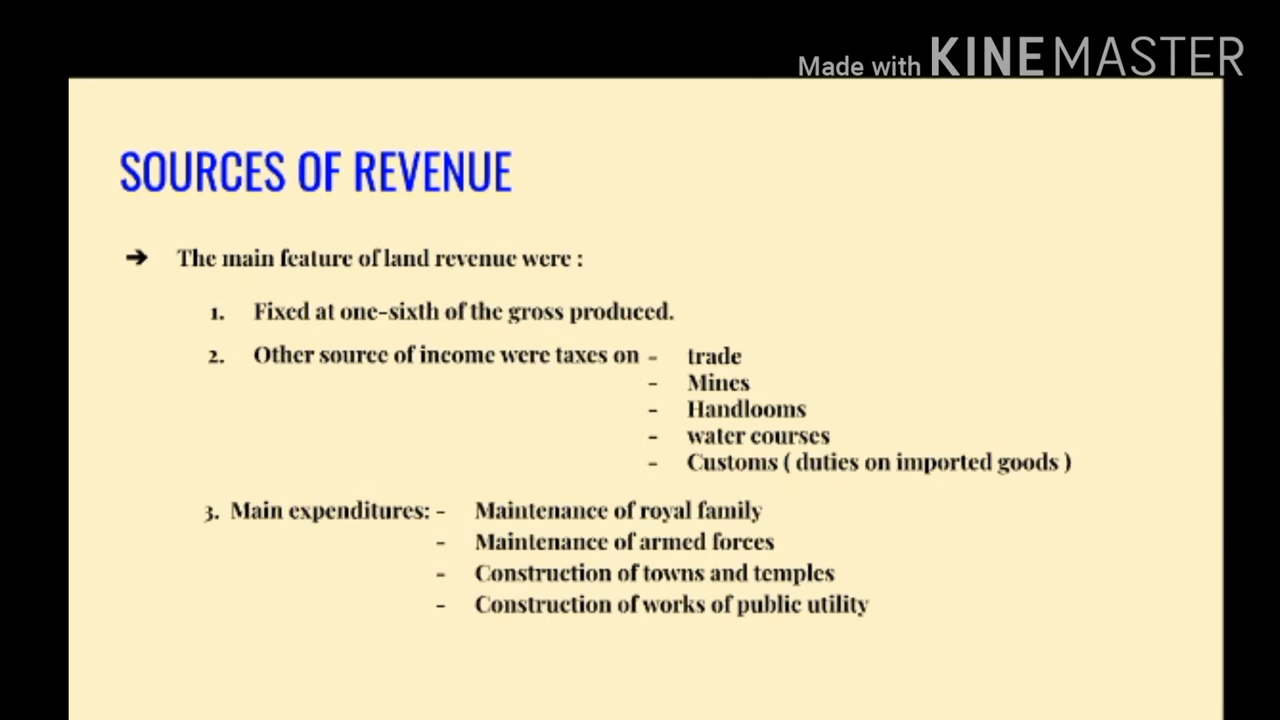 Made with KINEMASTER
SOURCES OF REVENUE
➔ The main feature of land revenue were :
1. Fixed at one-sixth of the gross produced.
2. Other source of income were taxes on - trade
- Mines
- Handlooms
- water courses
- Customs ( duties on imported goods )
3. Main expenditures: - Maintenance of royal family
- Maintenance of armed forces
- Construction of towns and temples
- Construction of works of public utility